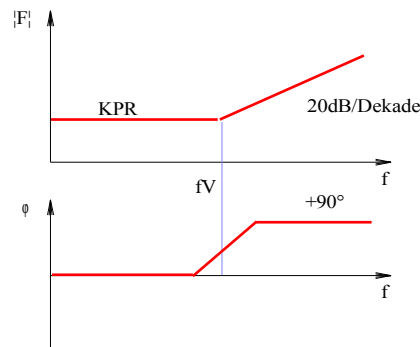 ¦F¦
KPR
20dB/Dekade
f
fV
φ
+90°
f